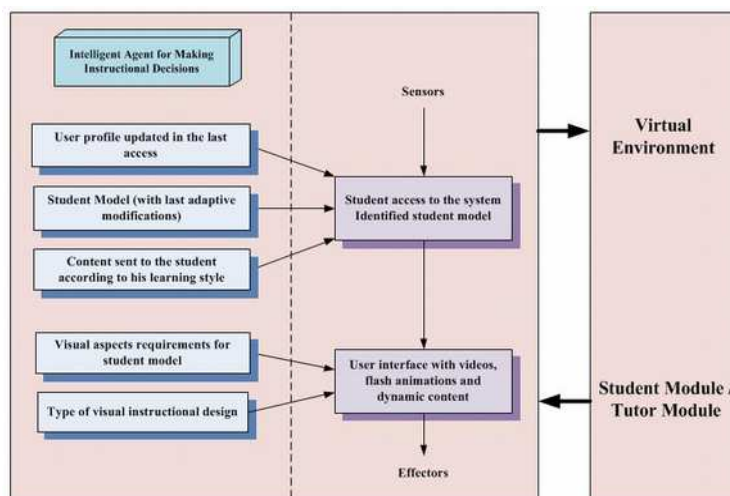 Intelligent Agent for Making
Instructional Decisions
Sensors
User profile updated in the last
access
Student Model (with last adaptive
modifications)
Content sent to the student
according to his learning style
Student access to the system
Identified student model
Visual aspects requirements for
student model
Type of visual instructional design
User interface with videos,
flash animations and
dynamic content
Effectors
Virtual
Environment
Student Module /
Tutor Module